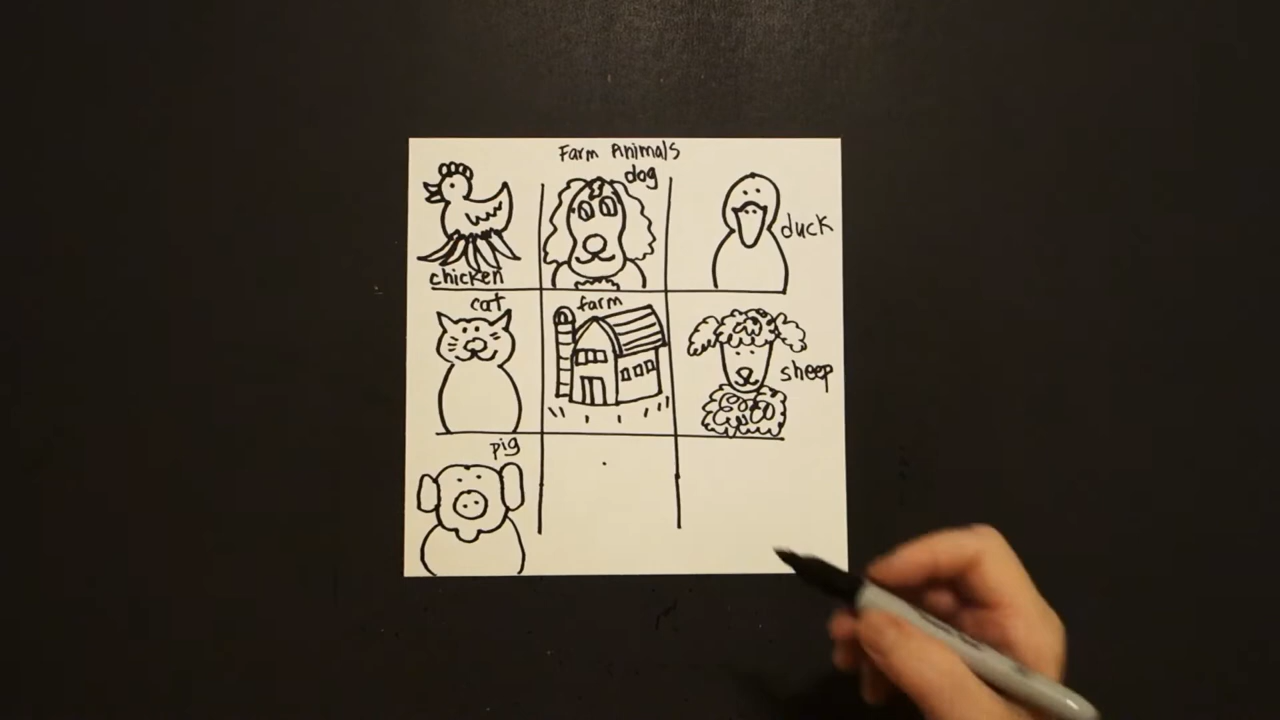 Farm Animals
dog
duck
chicken
cat
farm
sheep
pig